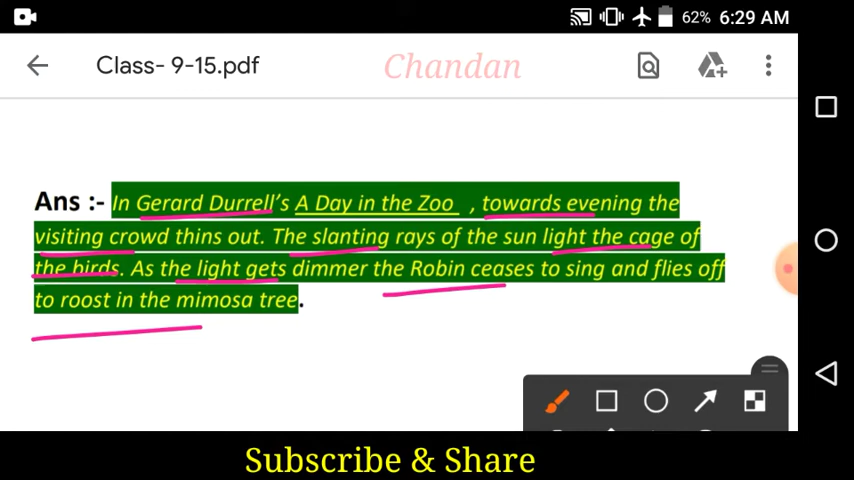 62% 6:29 AM
Class- 9-15.pdf Chandan
Ans :- In Gerard Durrell's A Day in the Zoo , towards evening the
visiting crowd thins out. The slanting rays of the sun light the cage of
the birds. As the light gets dimmer the Robin ceases to sing and flies off
to roost in the mimosa tree.
Subscribe & Share